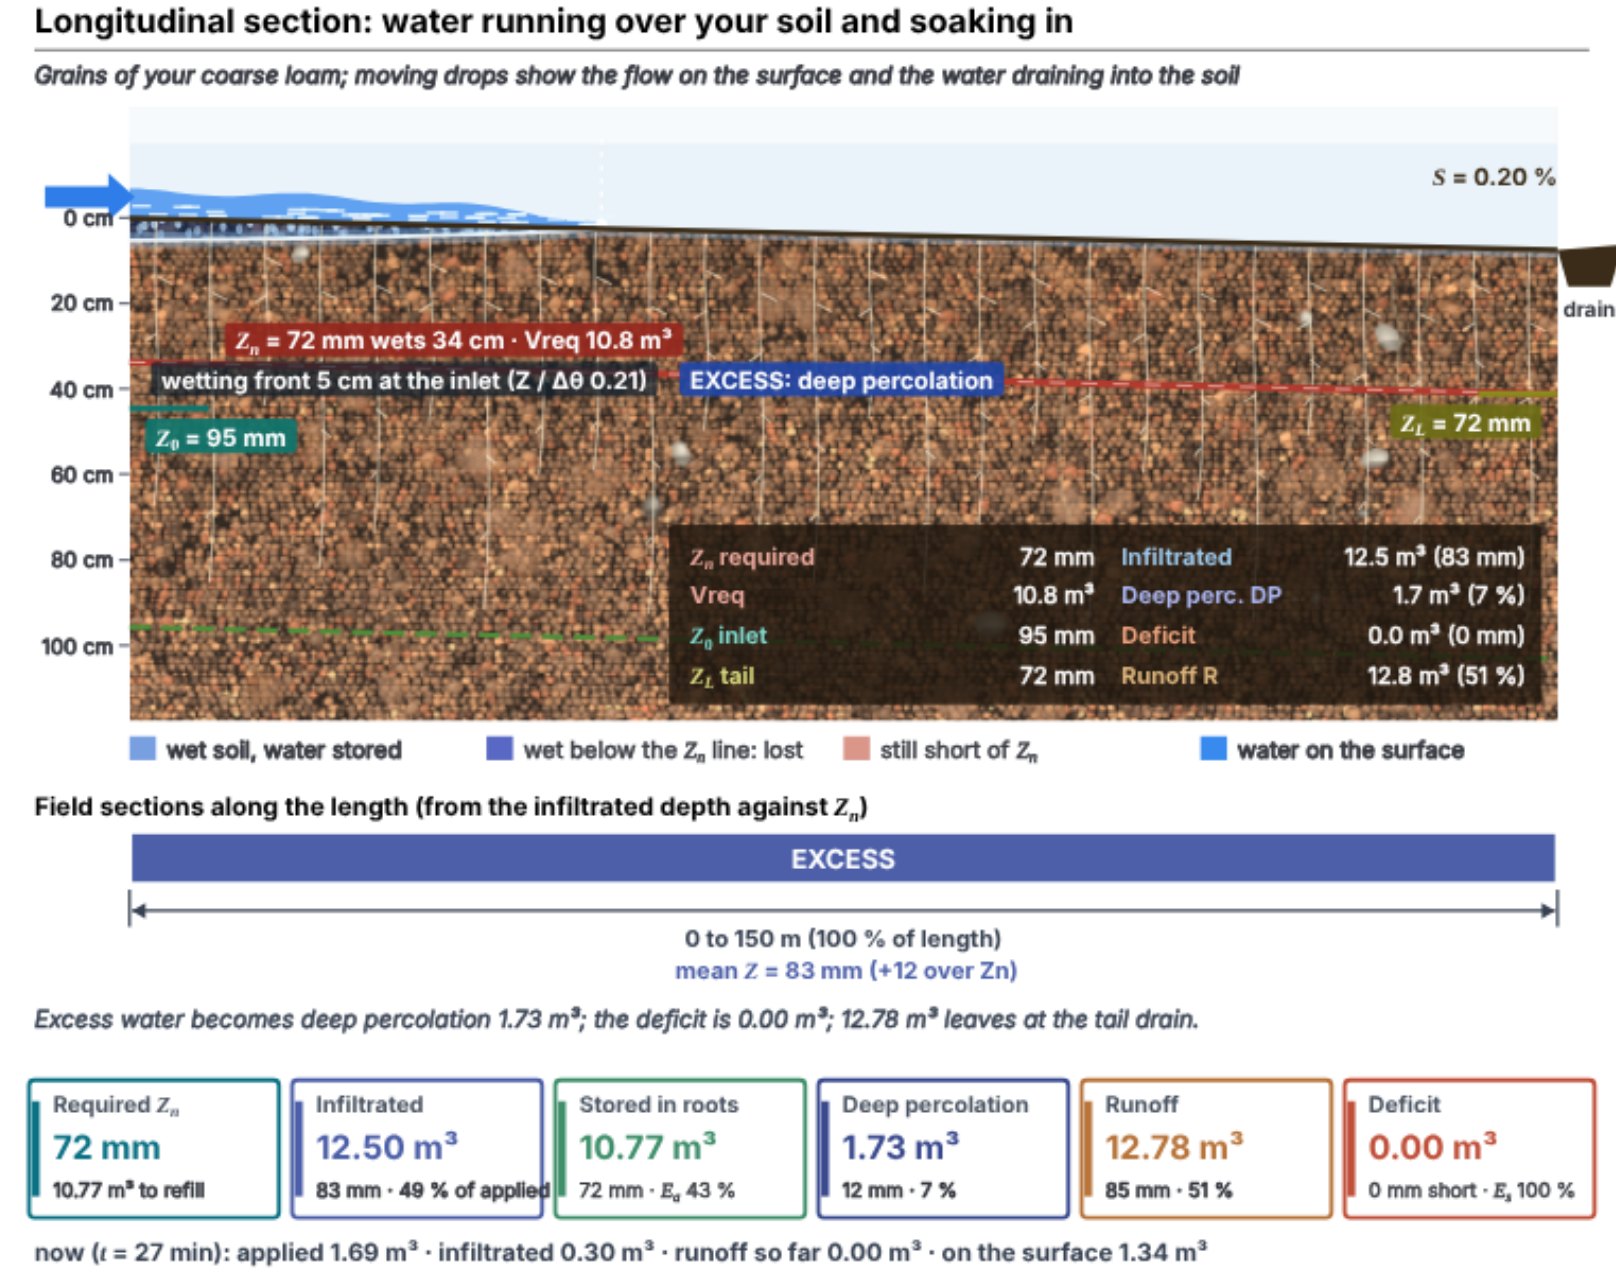 Longitudinal section: water running over your soil and soaking in
Grains of your coarse loam; moving drops show the flow on the surface and the water draining into the soil
S = 0.20 %
0 cm
20 cm
drain
Zn = 72 mm wets 34 cm · Vreq 10.8 m³
wetting front 5 cm at the inlet (Z / Δθ 0.21)
EXCESS: deep percolation
40 cm
Z0 = 95 mm
ZL = 72 mm
60 cm
80 cm
100 cm
Zn required 72 mm Infiltrated 12.5 m³ (83 mm)
Vreq 10.8 m³ Deep perc. DP 1.7 m³ (7 %)
Z0 inlet 95 mm Deficit 0.0 m³ (0 mm)
ZL tail 72 mm Runoff R 12.8 m³ (51 %)
wet soil, water stored wet below the Zn line: lost still short of Zn water on the surface
Field sections along the length (from the infiltrated depth against Zn)
EXCESS
0 to 150 m (100 % of length)
mean Z = 83 mm (+12 over Zn)
Excess water becomes deep percolation 1.73 m³; the deficit is 0.00 m³; 12.78 m³ leaves at the tail drain.
Required Zn
72 mm
10.77 m³ to refill
Infiltrated
12.50 m³
83 mm · 49 % of applied
Stored in roots
10.77 m³
72 mm · Ea 43 %
Deep percolation
1.73 m³
12 mm · 7 %
Runoff
12.78 m³
85 mm · 51 %
Deficit
0.00 m³
0 mm short · Es 100 %
now (t = 27 min): applied 1.69 m³ · infiltrated 0.30 m³ · runoff so far 0.00 m³ · on the surface 1.34 m³